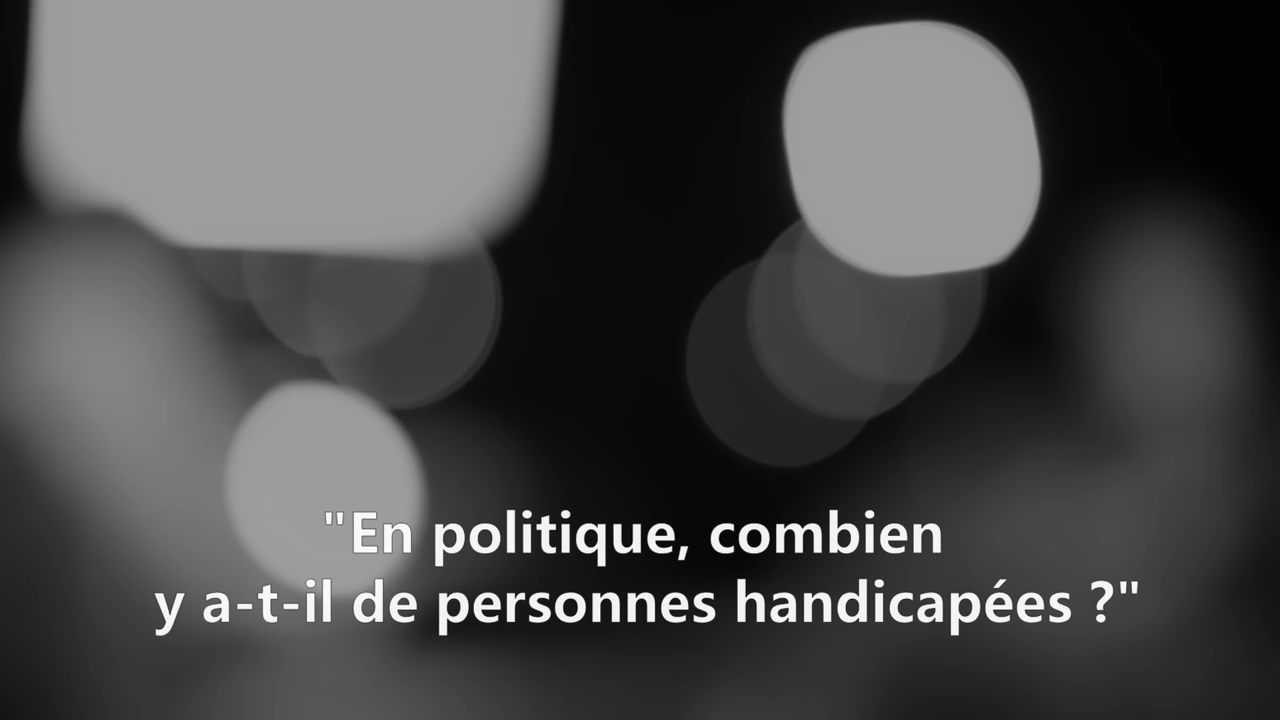 "En politique, combien
y a-t-il de personnes handicapées ?"